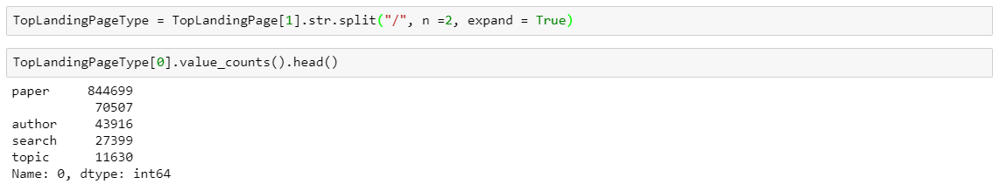 TopLandingPageType = TopLandingPage[1].str.split("/", n =2, expand = True)
TopLandingPageType[0].value_counts().head()
paper     844699
           70507
author     43916
search     27399
topic      11630
Name: 0, dtype: int64